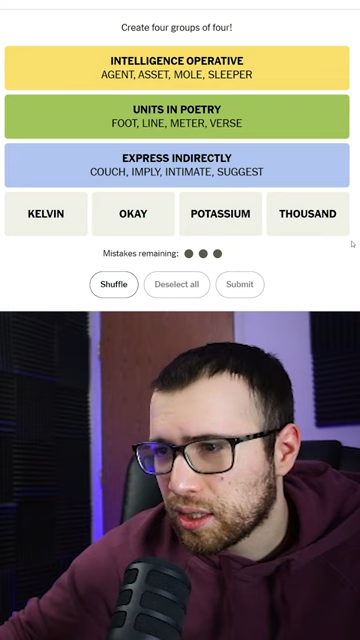 Create four groups of four!
INTELLIGENCE OPERATIVE
AGENT, ASSET, MOLE, SLEEPER
UNITS IN POETRY
FOOT, LINE, METER, VERSE
EXPRESS INDIRECTLY
COUCH, IMPLY, INTIMATE, SUGGEST
KELVIN OKAY POTASSIUM THOUSAND
Mistakes remaining:
Shuffle Deselect all Submit